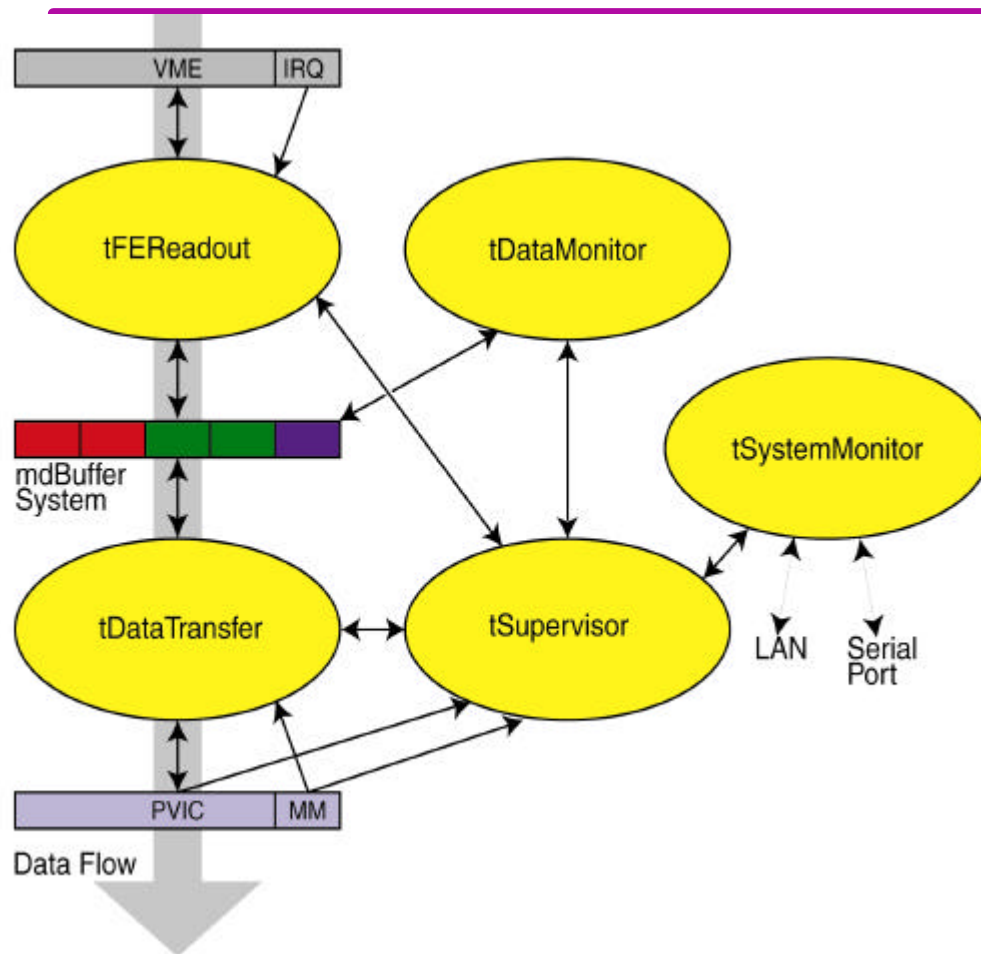 VME IRQ
tFEReadout
tDataMonitor
tSystemMonitor
mdBuffer
System
tDataTransfer
tSupervisor
LAN
Serial
Port
PVIC MM
Data Flow